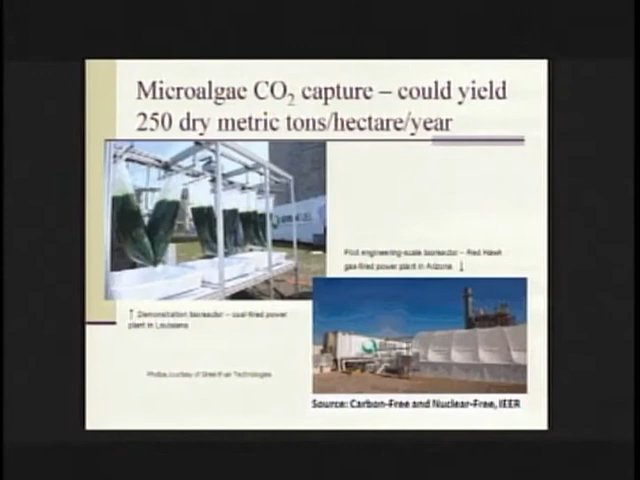 Microalgae CO2 capture – could yield
250 dry metric tons/hectare/year
Pilot engineering-scale bioreactor – Red Hawk
gas-fired power plant in Arizona ↓
↑ Demonstration bioreactor – coal-fired power
plant in Louisiana
Photos courtesy of GreenFuel Technologies
Source: Carbon-Free and Nuclear-Free, IEER